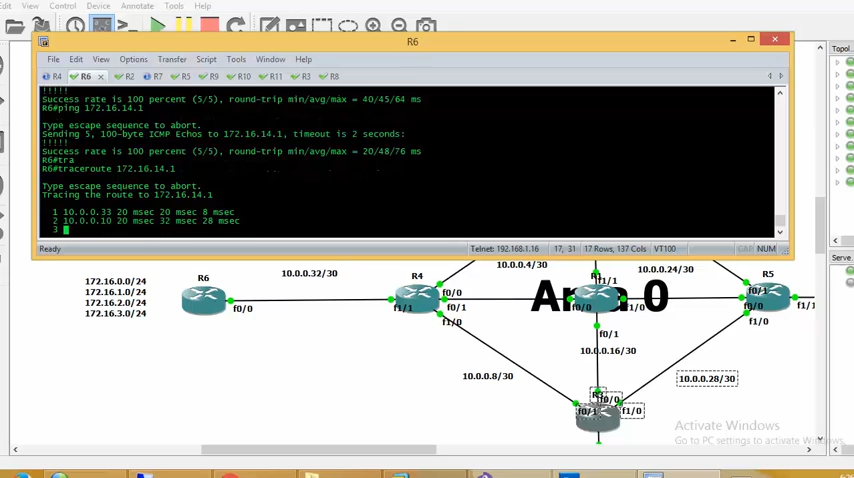 Edit View Control Device Annotate Tools Help
R6
File Edit View Options Transfer Script Tools Window Help
R4 R6 x R2 R7 R5 R9 R10 R11 R3 R8
!!!!!
Success rate is 100 percent (5/5), round-trip min/avg/max = 40/45/64 ms
R6#ping 172.16.14.1
Type escape sequence to abort.
Sending 5, 100-byte ICMP Echos to 172.16.14.1, timeout is 2 seconds:
!!!!!
Success rate is 100 percent (5/5), round-trip min/avg/max = 20/48/76 ms
R6#tra
R6#traceroute 172.16.14.1
Type escape sequence to abort.
Tracing the route to 172.16.14.1
1 10.0.0.33 20 msec 20 msec 8 msec
2 10.0.0.10 20 msec 32 msec 28 msec
3
Ready Telnet: 192.168.1.16 17, 31 17 Rows, 137 Cols VT100 CAP NUM
Topol
Serve
172.16.0.0/24
172.16.1.0/24
172.16.2.0/24
172.16.3.0/24
R6
f0/0
10.0.0.32/30
R4
f0/0
f1/1
f0/1
f1/0
10.0.0.4/30
10.0.0.24/30
f1/1
f0/0
f1/0
f0/1
R5
f0/1
f0/0
f1/0
f1/1
10.0.0.16/30
10.0.0.8/30
10.0.0.28/30
R3
f0/0
f0/1
f1/0
Activate Windows
Go to PC settings to activate Windows.